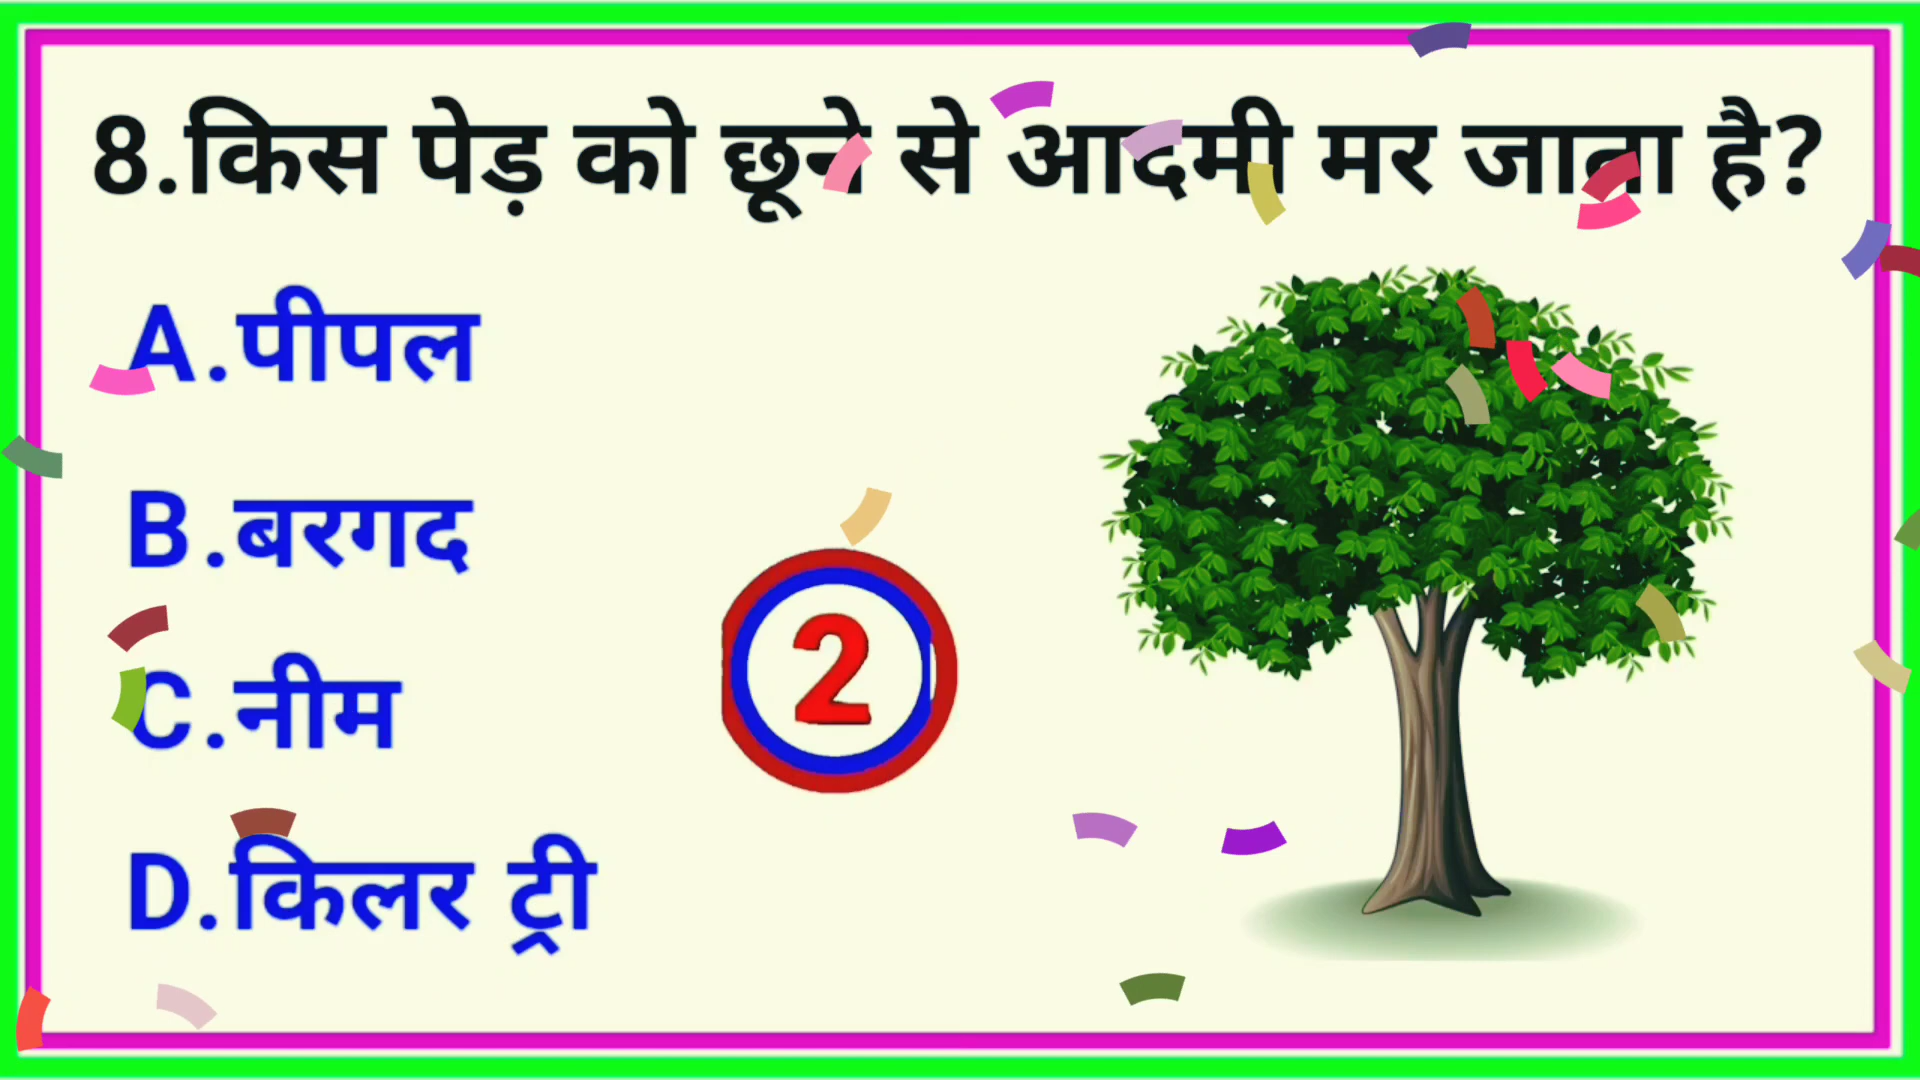 8.किस पेड़ को छूने से आदमी मर जाता है?
A.पीपल
B.बरगद
C.नीम
D.किलर ट्री
2